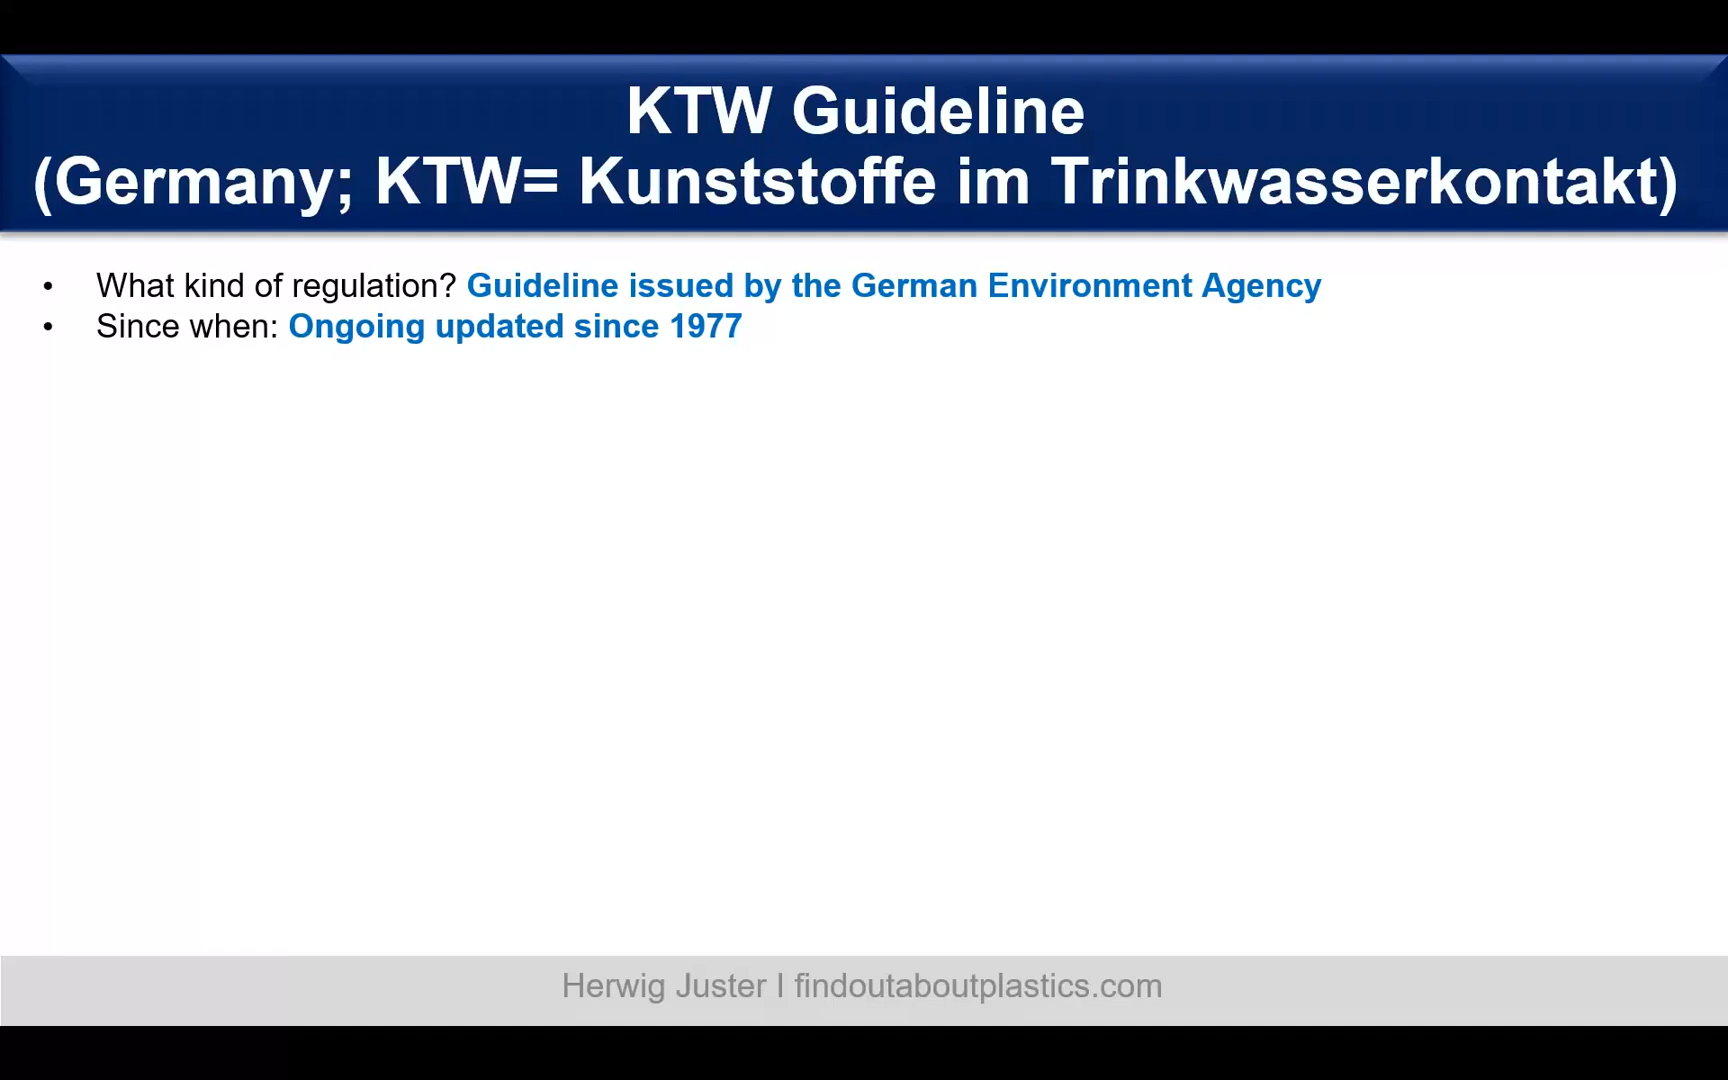 KTW Guideline
(Germany; KTW= Kunststoffe im Trinkwasserkontakt)
• What kind of regulation? Guideline issued by the German Environment Agency
• Since when: Ongoing updated since 1977
Herwig Juster I findoutaboutplastics.com